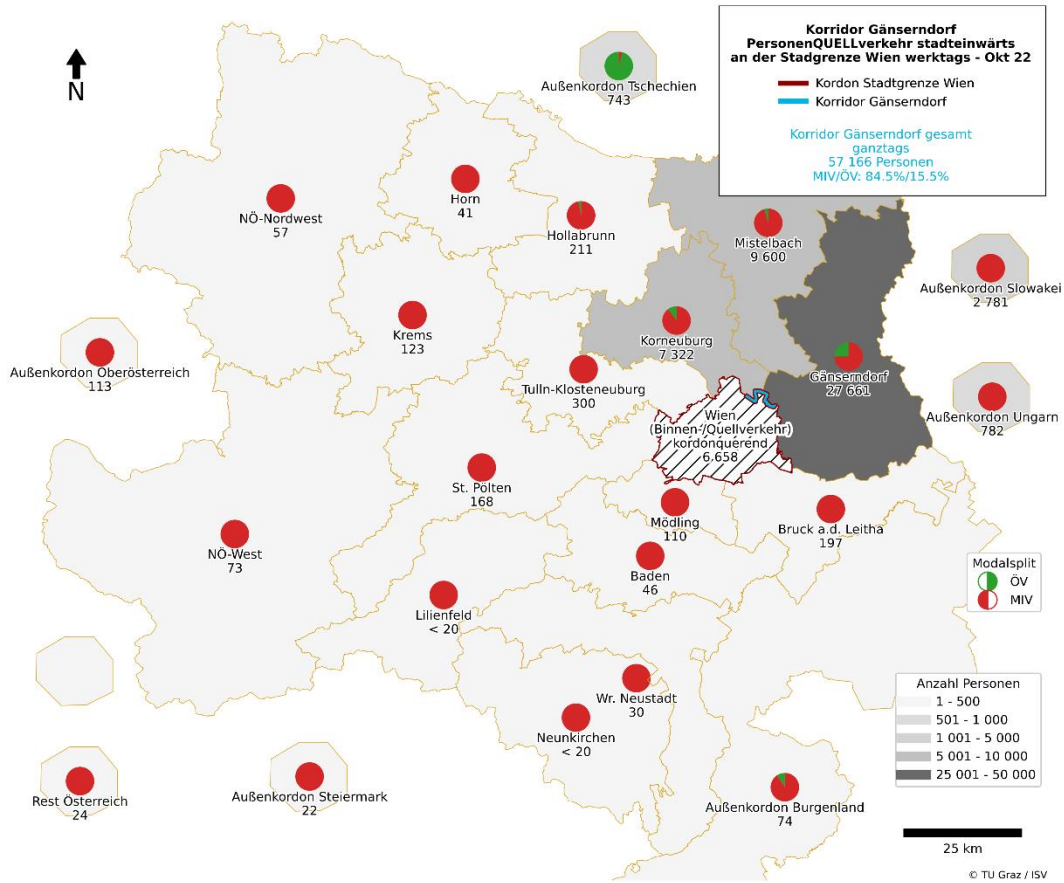 Korridor Gänserndorf
PersonenQUELLverkehr stadteinwärts
an der Stadgrenze Wien werktags - Okt 22
Kordon Stadtgrenze Wien
Korridor Gänserndorf
Korridor Gänserndorf gesamt
ganztags
57 166 Personen
MIV/ÖV: 84.5%/15.5%
N
Außenkordon Tschechien
743
NÖ-Nordwest
57
Horn
41
Hollabrunn
211
Mistelbach
9 600
Außenkordon Slowakei
2 781
Krems
123
Korneuburg
7 322
Außenkordon Oberösterreich
113
Tulln-Klosteneuburg
300
Gänserndorf
27 661
Außenkordon Ungarn
782
Wien
(Binnen-/Quellverkehr)
kordonquerend
6 658
St. Pölten
168
Mödling
110
Bruck a.d. Leitha
197
NÖ-West
73
Baden
46
Lilienfeld
< 20
Modalsplit
ÖV
MIV
Wr. Neustadt
30
Neunkirchen
< 20
Anzahl Personen
1 - 500
501 - 1 000
1 001 - 5 000
5 001 - 10 000
25 001 - 50 000
Rest Österreich
24
Außenkordon Steiermark
22
Außenkordon Burgenland
74
25 km
© TU Graz / ISV